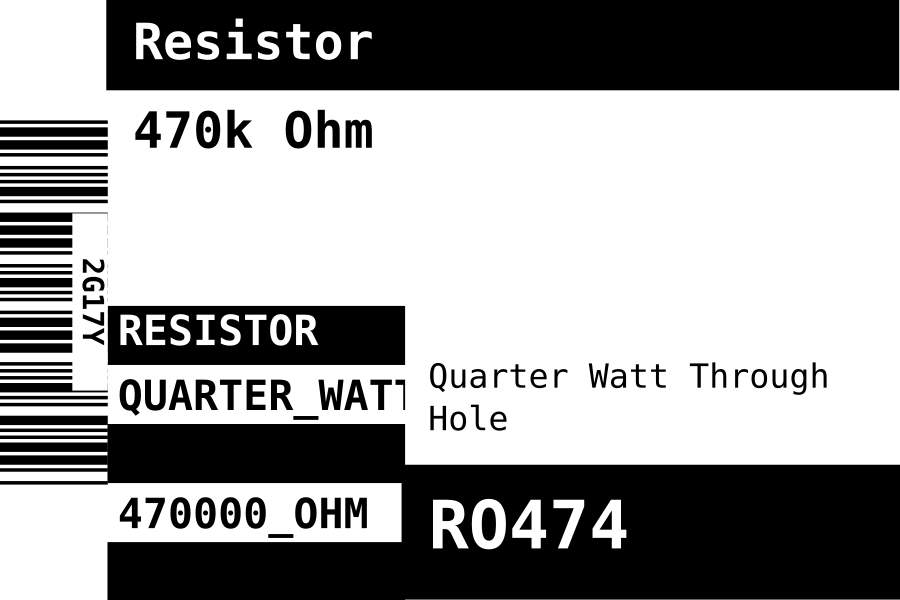 Resistor
470k Ohm
2G17Y
RESISTOR
QUARTER_WATT
470000_OHM
Quarter Watt Through
Hole
RO474